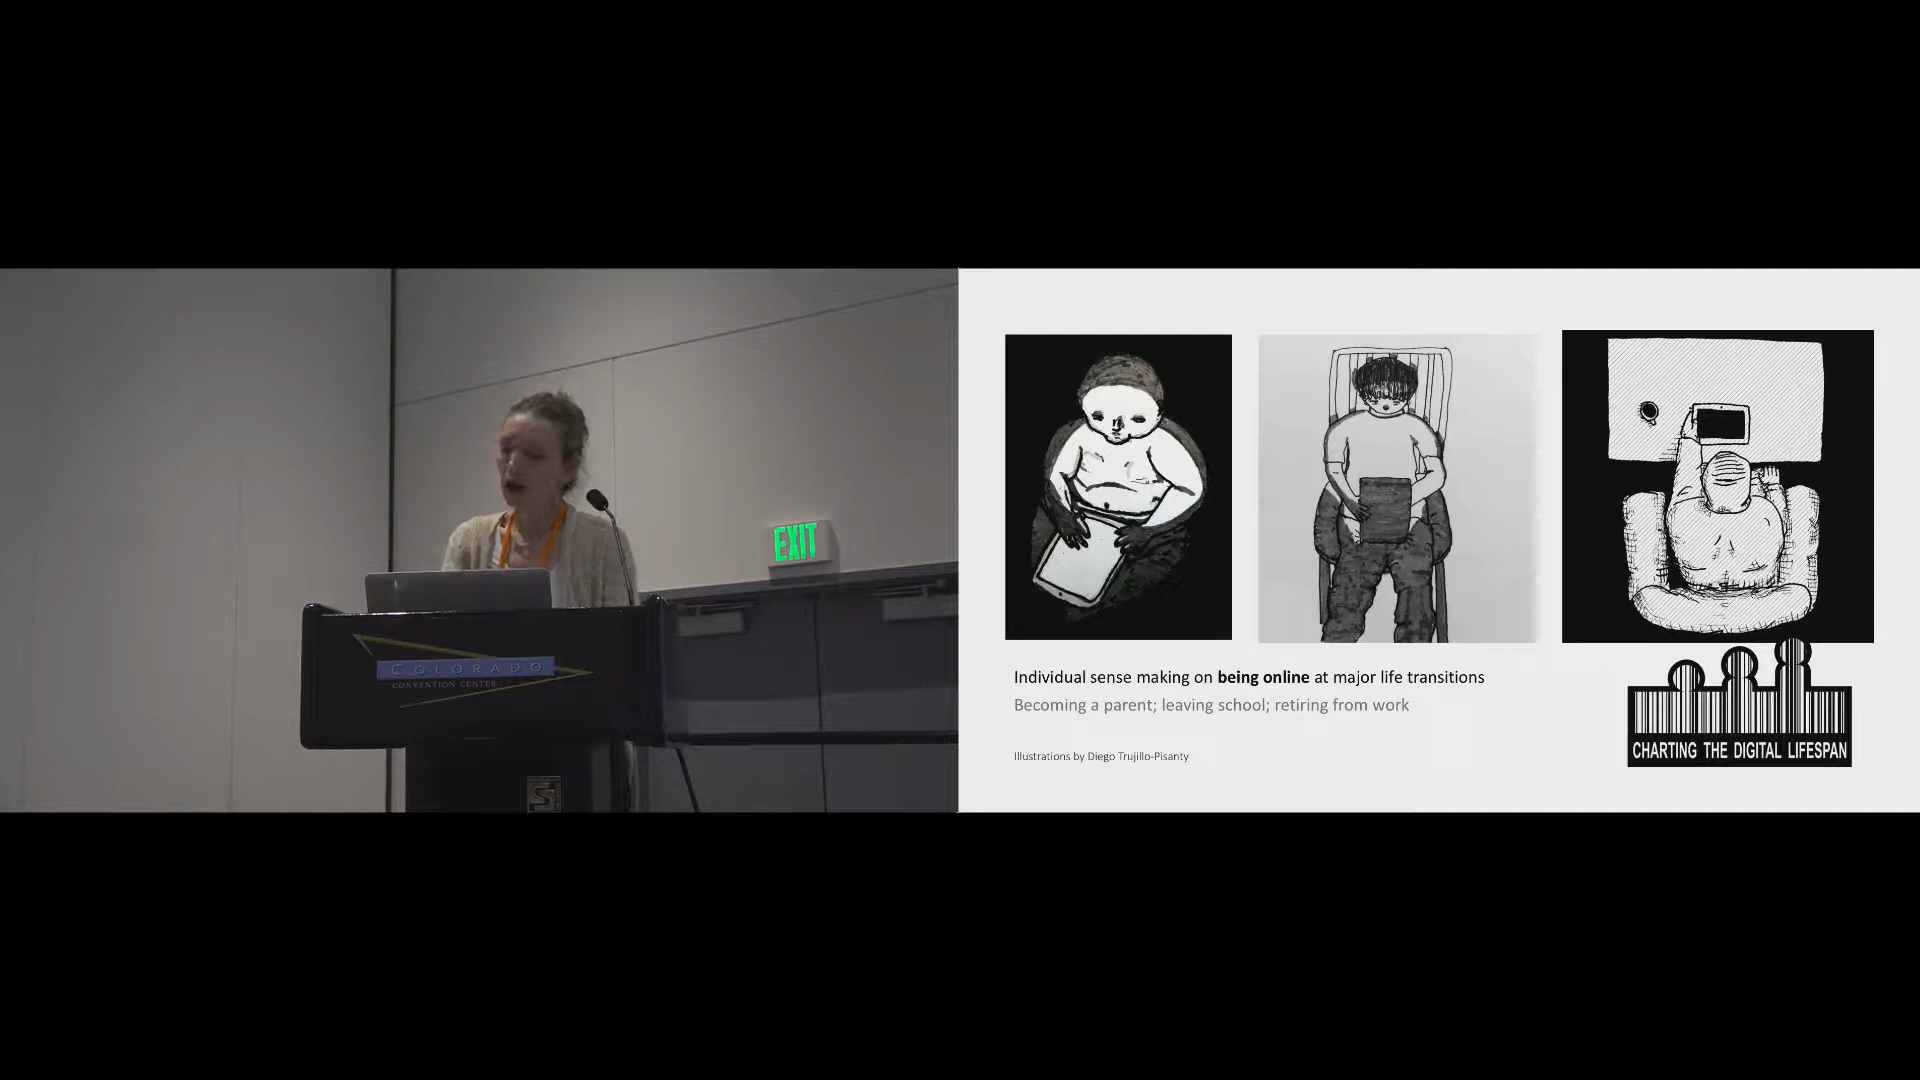 EXIT
COLORADO
CONVENTION CENTER
Individual sense making on being online at major life transitions
Becoming a parent; leaving school; retiring from work
Illustrations by Diego Trujillo-Pisanty
CHARTING THE DIGITAL LIFESPAN